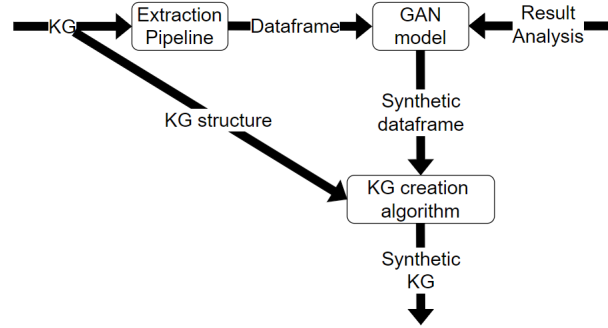 KG
Extraction
Pipeline
Dataframe
GAN
model
Result
Analysis
Synthetic
dataframe
KG structure
KG creation
algorithm
Synthetic
KG